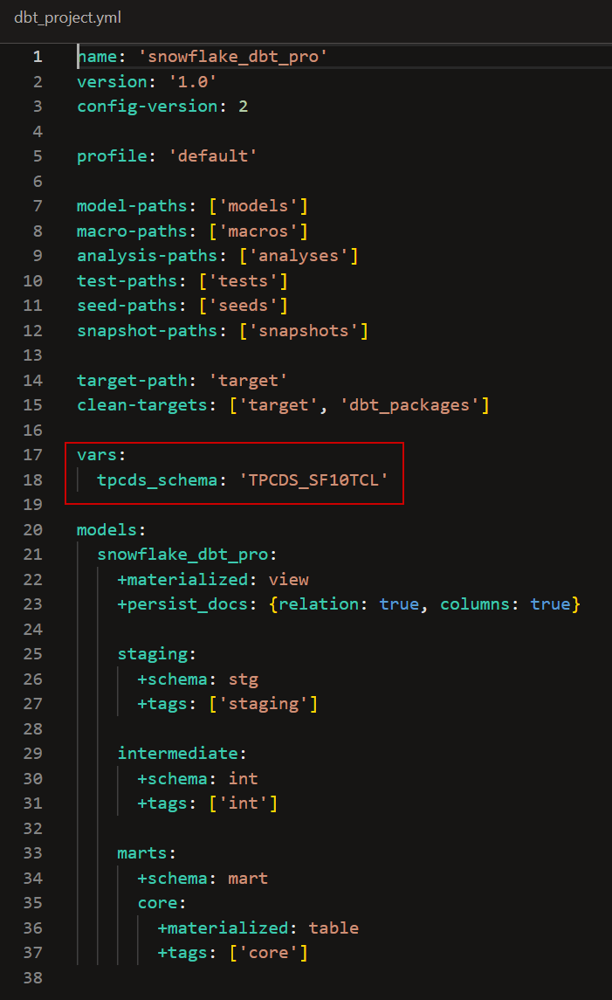 dbt_project.yml
1 name: 'snowflake_dbt_pro'
2 version: '1.0'
3 config-version: 2
4
5 profile: 'default'
6
7 model-paths: ['models']
8 macro-paths: ['macros']
9 analysis-paths: ['analyses']
10 test-paths: ['tests']
11 seed-paths: ['seeds']
12 snapshot-paths: ['snapshots']
13
14 target-path: 'target'
15 clean-targets: ['target', 'dbt_packages']
16
17 vars:
18   tpcds_schema: 'TPCDS_SF10TCL'
19
20 models:
21   snowflake_dbt_pro:
22     +materialized: view
23     +persist_docs: {relation: true, columns: true}
24
25     staging:
26       +schema: stg
27       +tags: ['staging']
28
29     intermediate:
30       +schema: int
31       +tags: ['int']
32
33     marts:
34       +schema: mart
35       core:
36         +materialized: table
37         +tags: ['core']
38